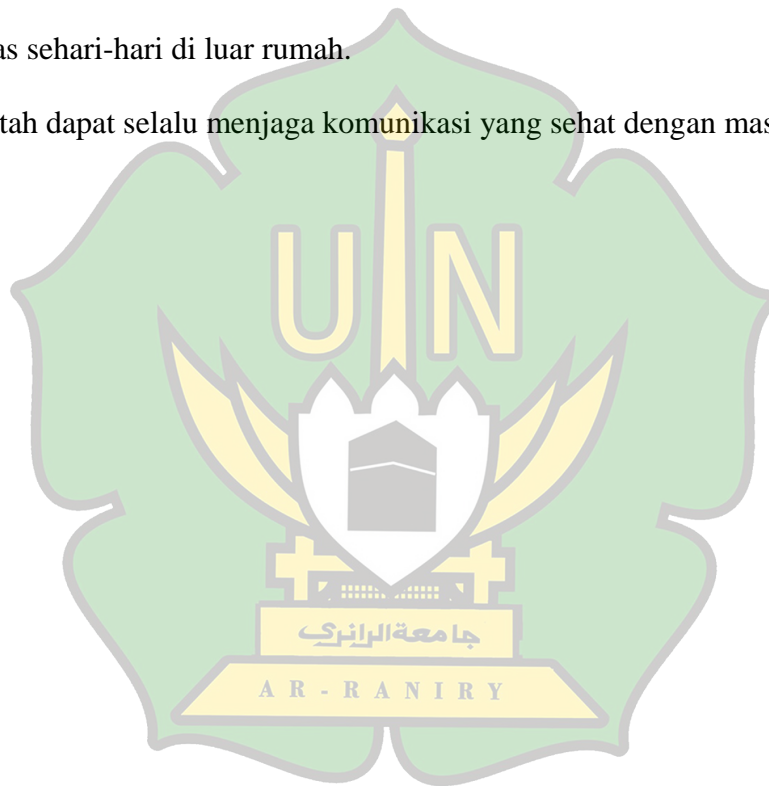 as sehari-hari di luar rumah.
tah dapat selalu menjaga komunikasi yang sehat dengan mas
UIN
جامعة الرانري
AR-RANIRY